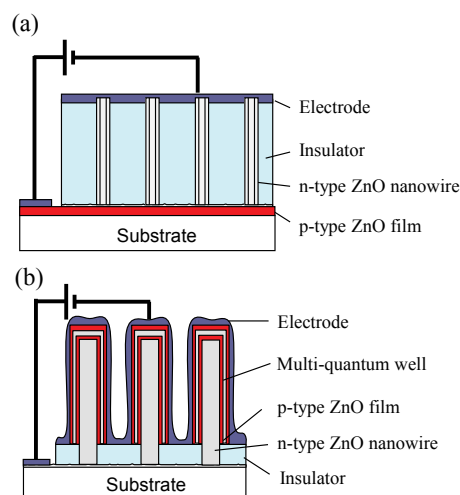 (a)
Electrode
Insulator
n-type ZnO nanowire
p-type ZnO film
Substrate
(b)
Electrode
Multi-quantum well
p-type ZnO film
n-type ZnO nanowire
Insulator
Substrate